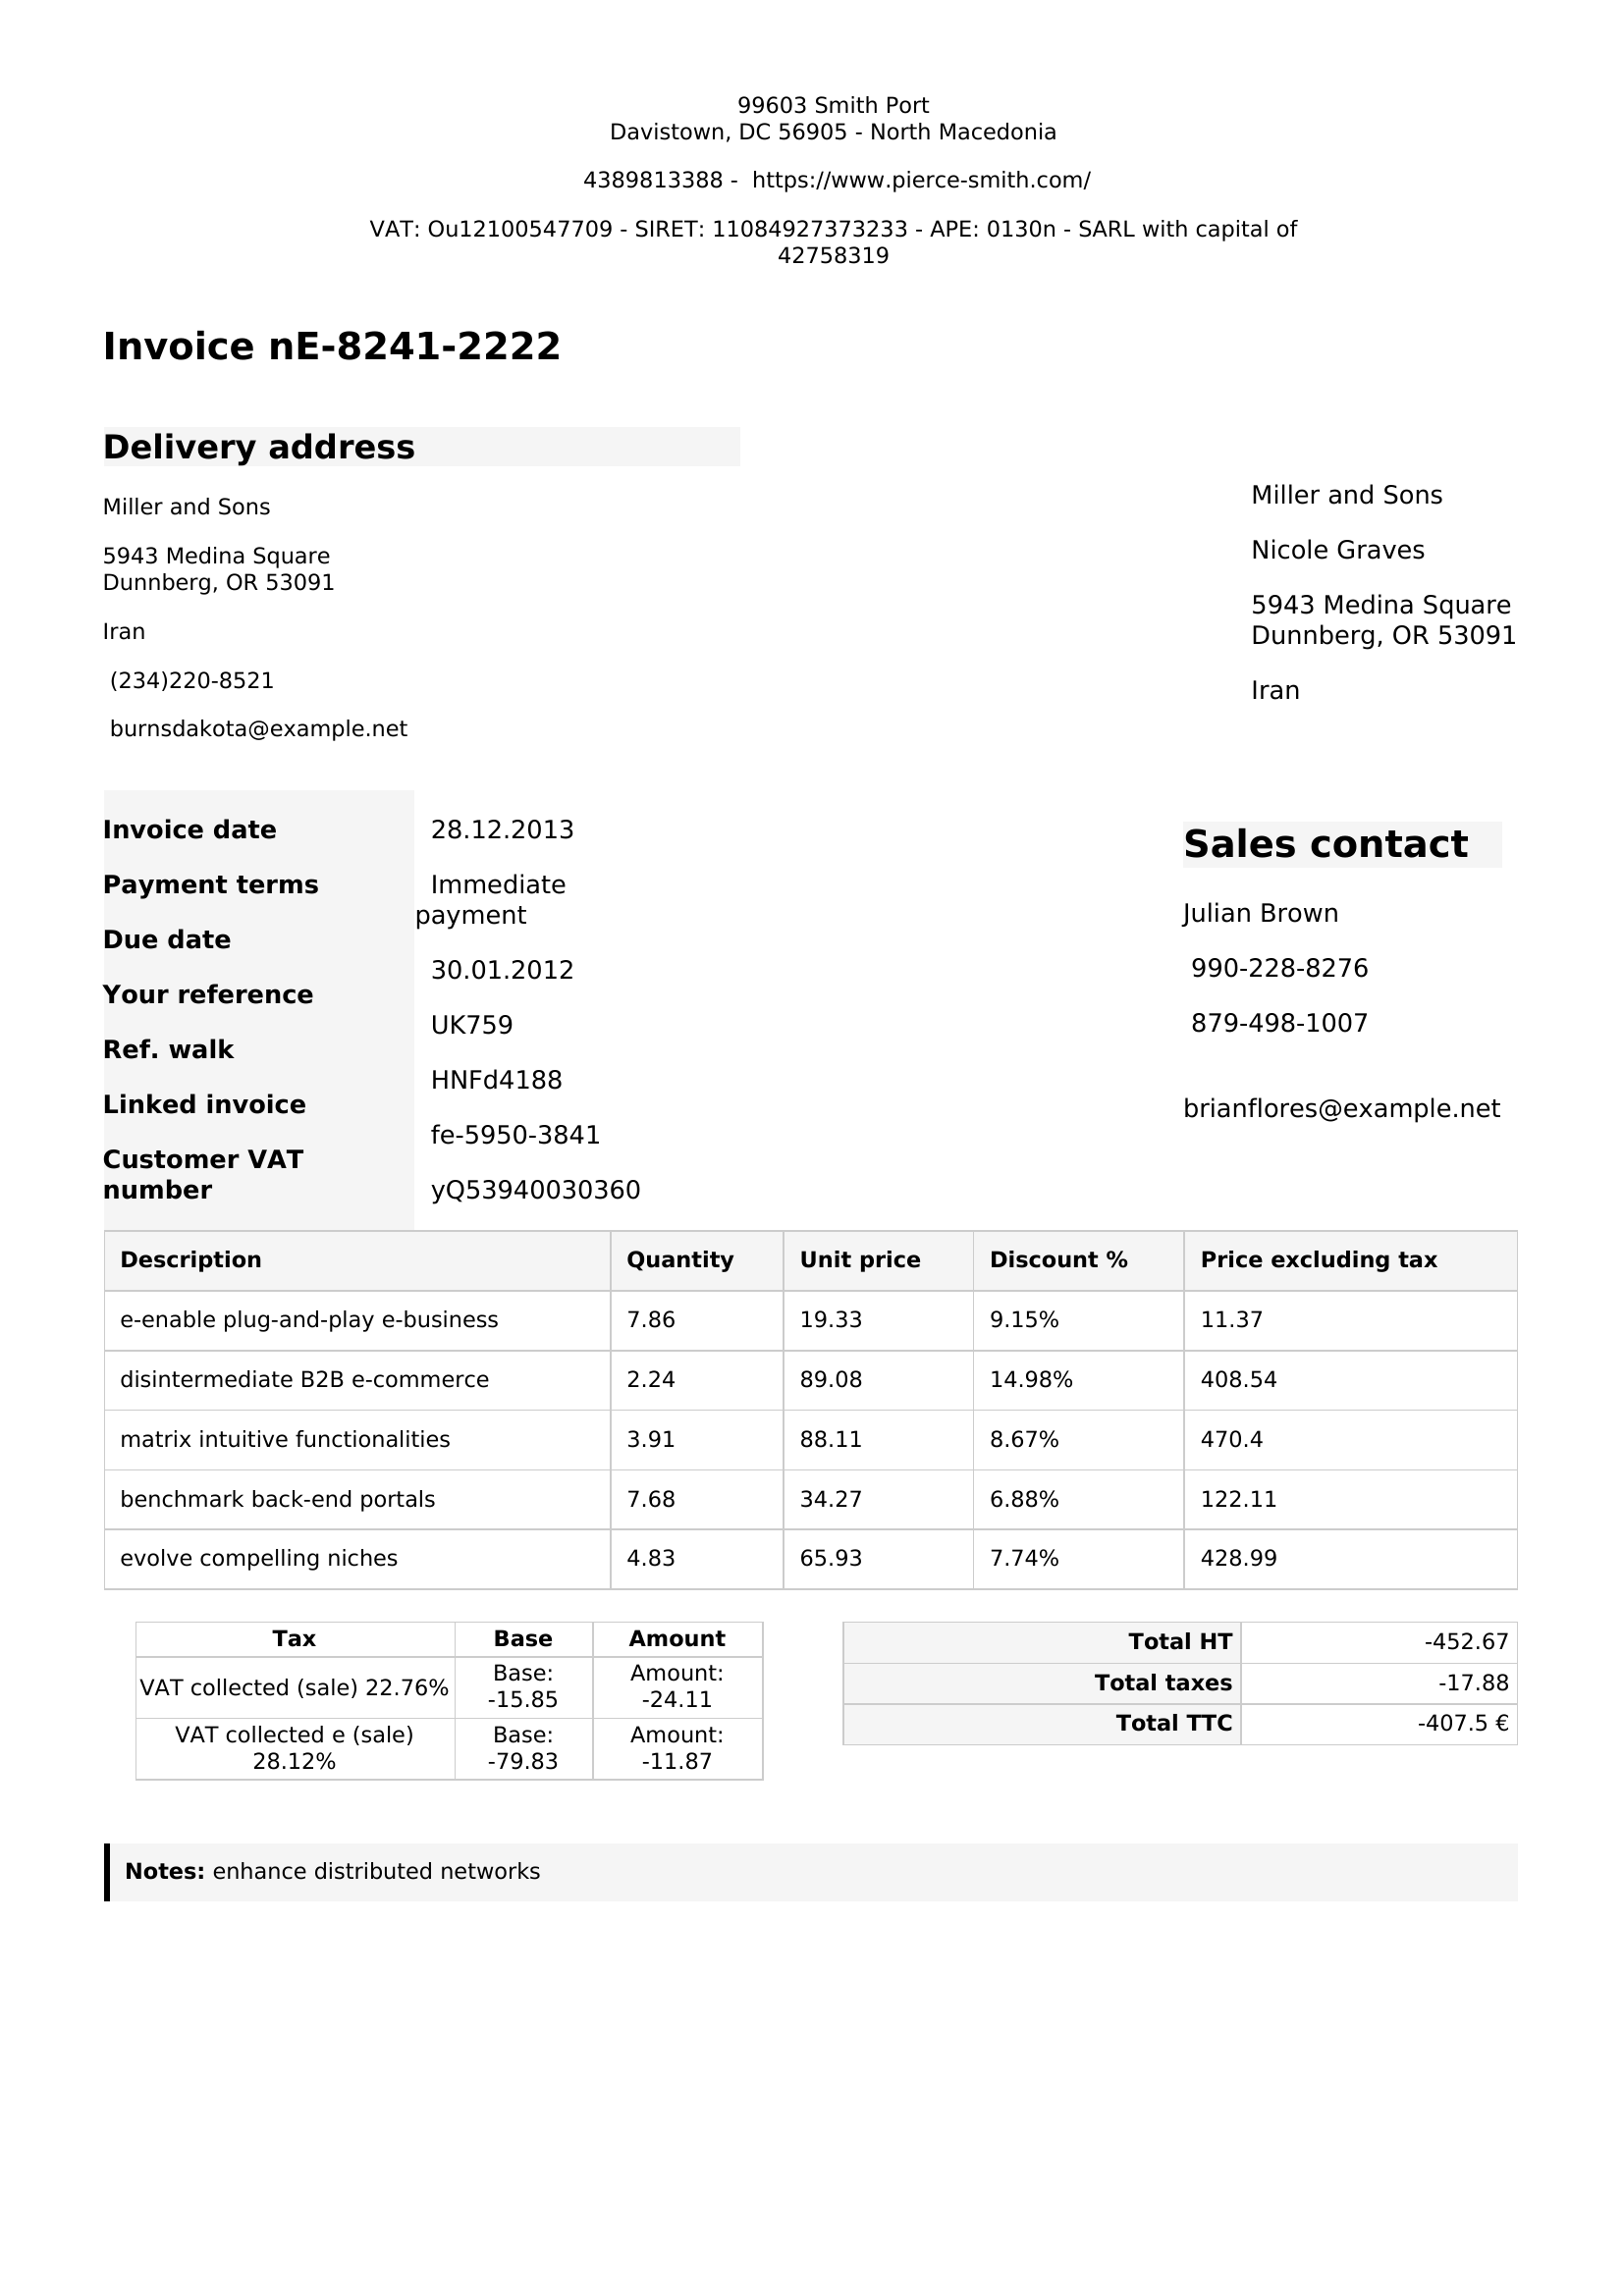 99603 Smith Port
Davistown, DC 56905 - North Macedonia
4389813388 - https://www.pierce-smith.com/
VAT: Ou12100547709 - SIRET: 11084927373233 - APE: 0130n - SARL with capital of
42758319
Invoice nE-8241-2222
Delivery address
Miller and Sons
5943 Medina Square
Dunnberg, OR 53091
Iran
(234)220-8521
burnsdakota@example.net
Miller and Sons
Nicole Graves
5943 Medina Square
Dunnberg, OR 53091
Iran
Invoice date
Payment terms
Due date
Your reference
Ref. walk
Linked invoice
Customer VAT
number
28.12.2013
Immediate
payment
30.01.2012
UK759
HNFd4188
fe-5950-3841
yQ53940030360
Sales contact
Julian Brown
990-228-8276
879-498-1007
brianflores@example.net
Description Quantity Unit price Discount % Price excluding tax
e-enable plug-and-play e-business 7.86 19.33 9.15% 11.37
disintermediate B2B e-commerce 2.24 89.08 14.98% 408.54
matrix intuitive functionalities 3.91 88.11 8.67% 470.4
benchmark back-end portals 7.68 34.27 6.88% 122.11
evolve compelling niches 4.83 65.93 7.74% 428.99
Tax Base Amount
VAT collected (sale) 22.76% Base: -15.85 Amount: -24.11
VAT collected e (sale) 28.12% Base: -79.83 Amount: -11.87
Total HT -452.67
Total taxes -17.88
Total TTC -407.5 €
Notes: enhance distributed networks